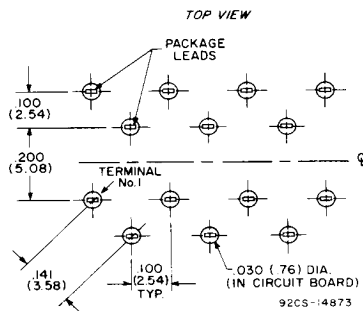 TOP VIEW
PACKAGE
LEADS
.100
(2.54)
.200
(5.08)
℄
TERMINAL
No.1
.141
(3.58)
.100
(2.54)
TYP.
.030 (.76) DIA.
(IN CIRCUIT BOARD)
92CS-14873